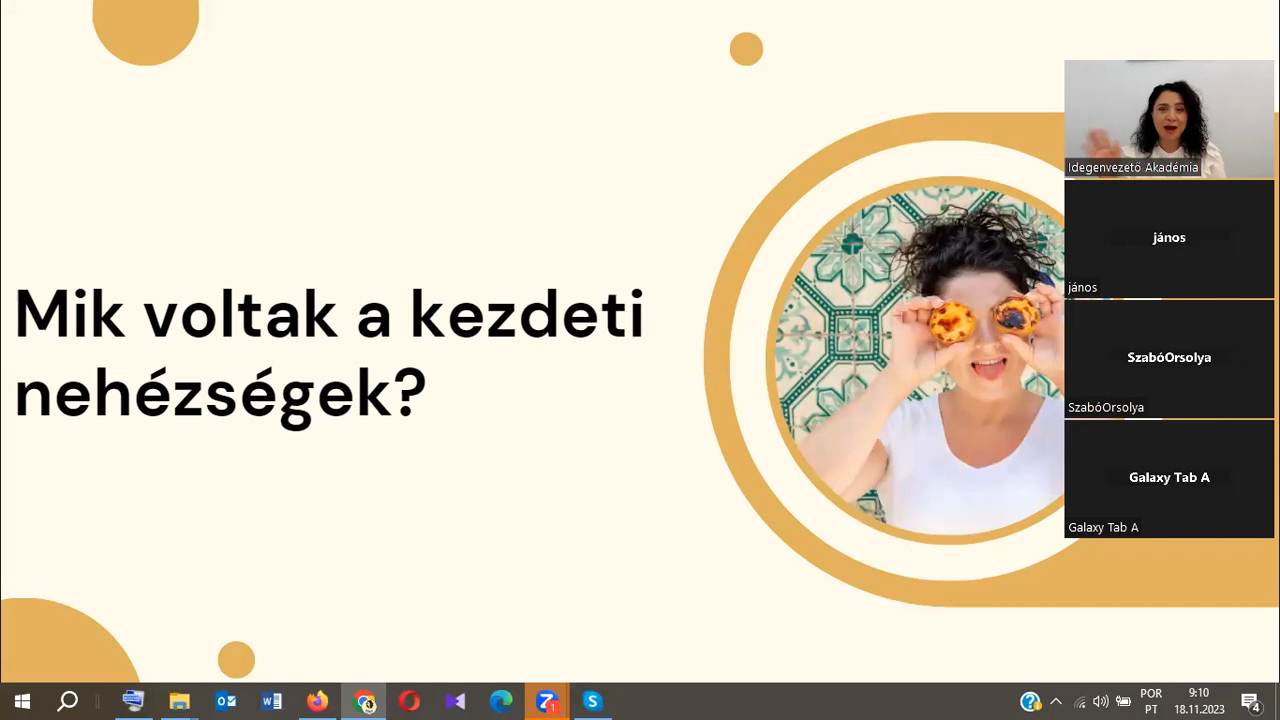 Mik voltak a kezdeti
nehézségek?
Idegenvezető Akadémia
jános
jános
SzabóOrsolya
SzabóOrsolya
Galaxy Tab A
Galaxy Tab A
POR
PT
9:10
18.11.2023
1
4